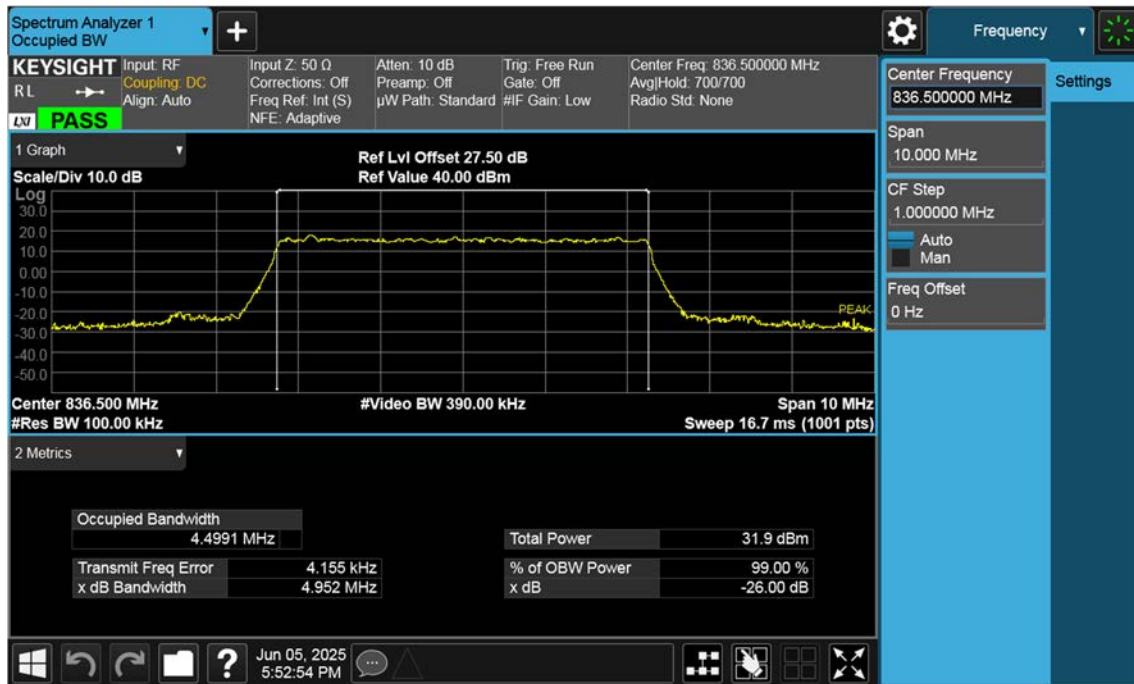 Spectrum Analyzer 1
Occupied BW
Frequency
KEYSIGHT
R L
LXI
PASS
Input: RF
Coupling: DC
Align: Auto
Input Z: 50 Ω
Corrections: Off
Freq Ref: Int (S)
NFE: Adaptive
Atten: 10 dB
Preamp: Off
µW Path: Standard
Trig: Free Run
Gate: Off
#IF Gain: Low
Center Freq: 836.500000 MHz
Avg|Hold: 700/700
Radio Std: None
Center Frequency
836.500000 MHz
Settings
Span
10.000 MHz
CF Step
1.000000 MHz
Auto
Man
Freq Offset
0 Hz
1 Graph
Scale/Div 10.0 dB
Ref Lvl Offset 27.50 dB
Ref Value 40.00 dBm
Log
30.0
20.0
10.0
0.00
-10.0
-20.0
-30.0
-40.0
-50.0
PEAK
Center 836.500 MHz
#Video BW 390.00 kHz
Span 10 MHz
#Res BW 100.00 kHz
Sweep 16.7 ms (1001 pts)
2 Metrics
Occupied Bandwidth
4.4991 MHz
Total Power 31.9 dBm
Transmit Freq Error 4.155 kHz
% of OBW Power 99.00 %
x dB Bandwidth 4.952 MHz
x dB -26.00 dB
Jun 05, 2025
5:52:54 PM